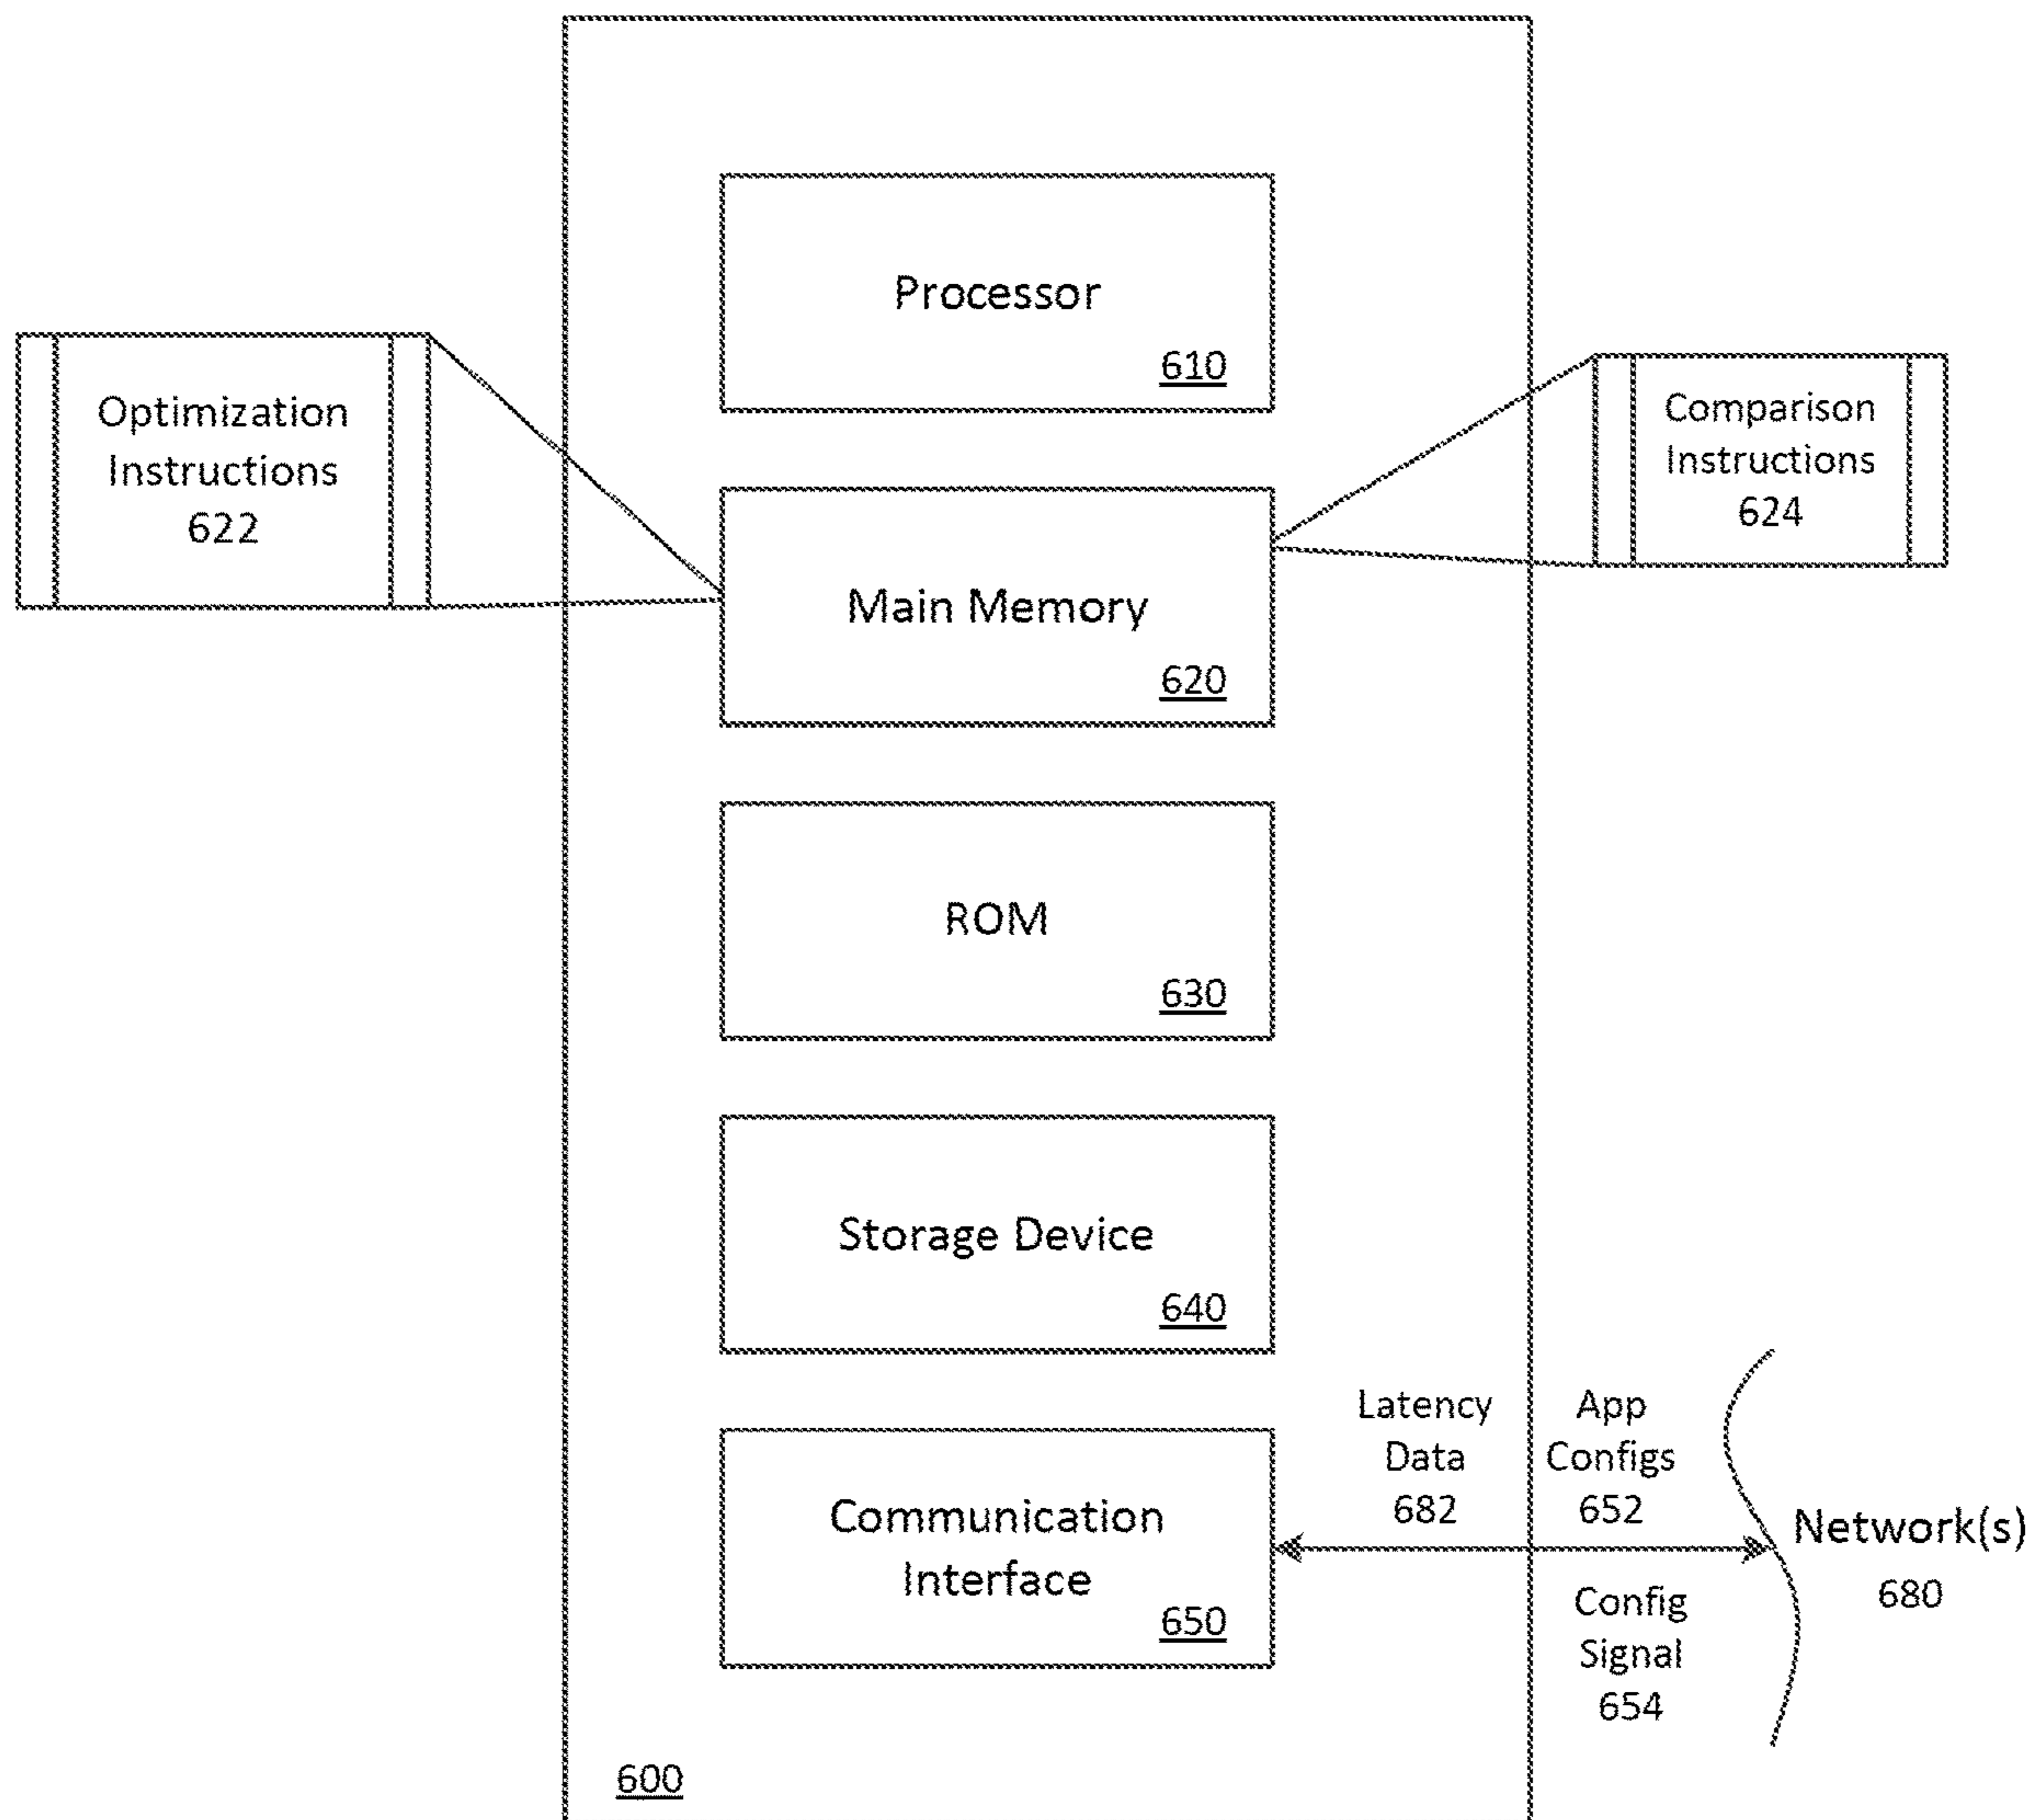 Processor
610
Optimization
Instructions
622
Comparison
Instructions
624
Main Memory
620
ROM
630
Storage Device
640
Communication
Interface
650
Latency
Data
682
App
Configs
652
Config
Signal
654
Network(s)
680
600